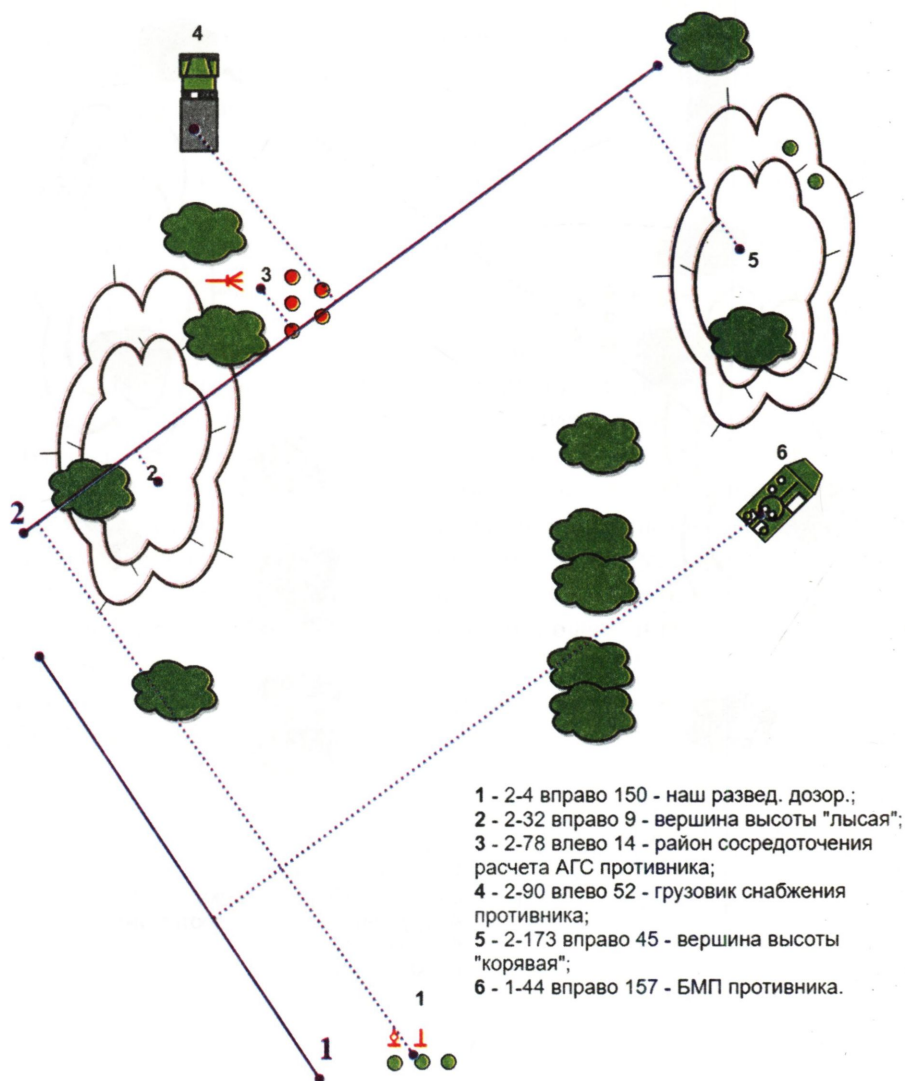 4
5
3
2
6
2
1 - 2-4 вправо 150 - наш развед. дозор.;
2 - 2-32 вправо 9 - вершина высоты "лысая";
3 - 2-78 влево 14 - район сосредоточения
расчета АГС противника;
4 - 2-90 влево 52 - грузовик снабжения
противника;
5 - 2-173 вправо 45 - вершина высоты
"корявая";
6 - 1-44 вправо 157 - БМП противника.
1
1